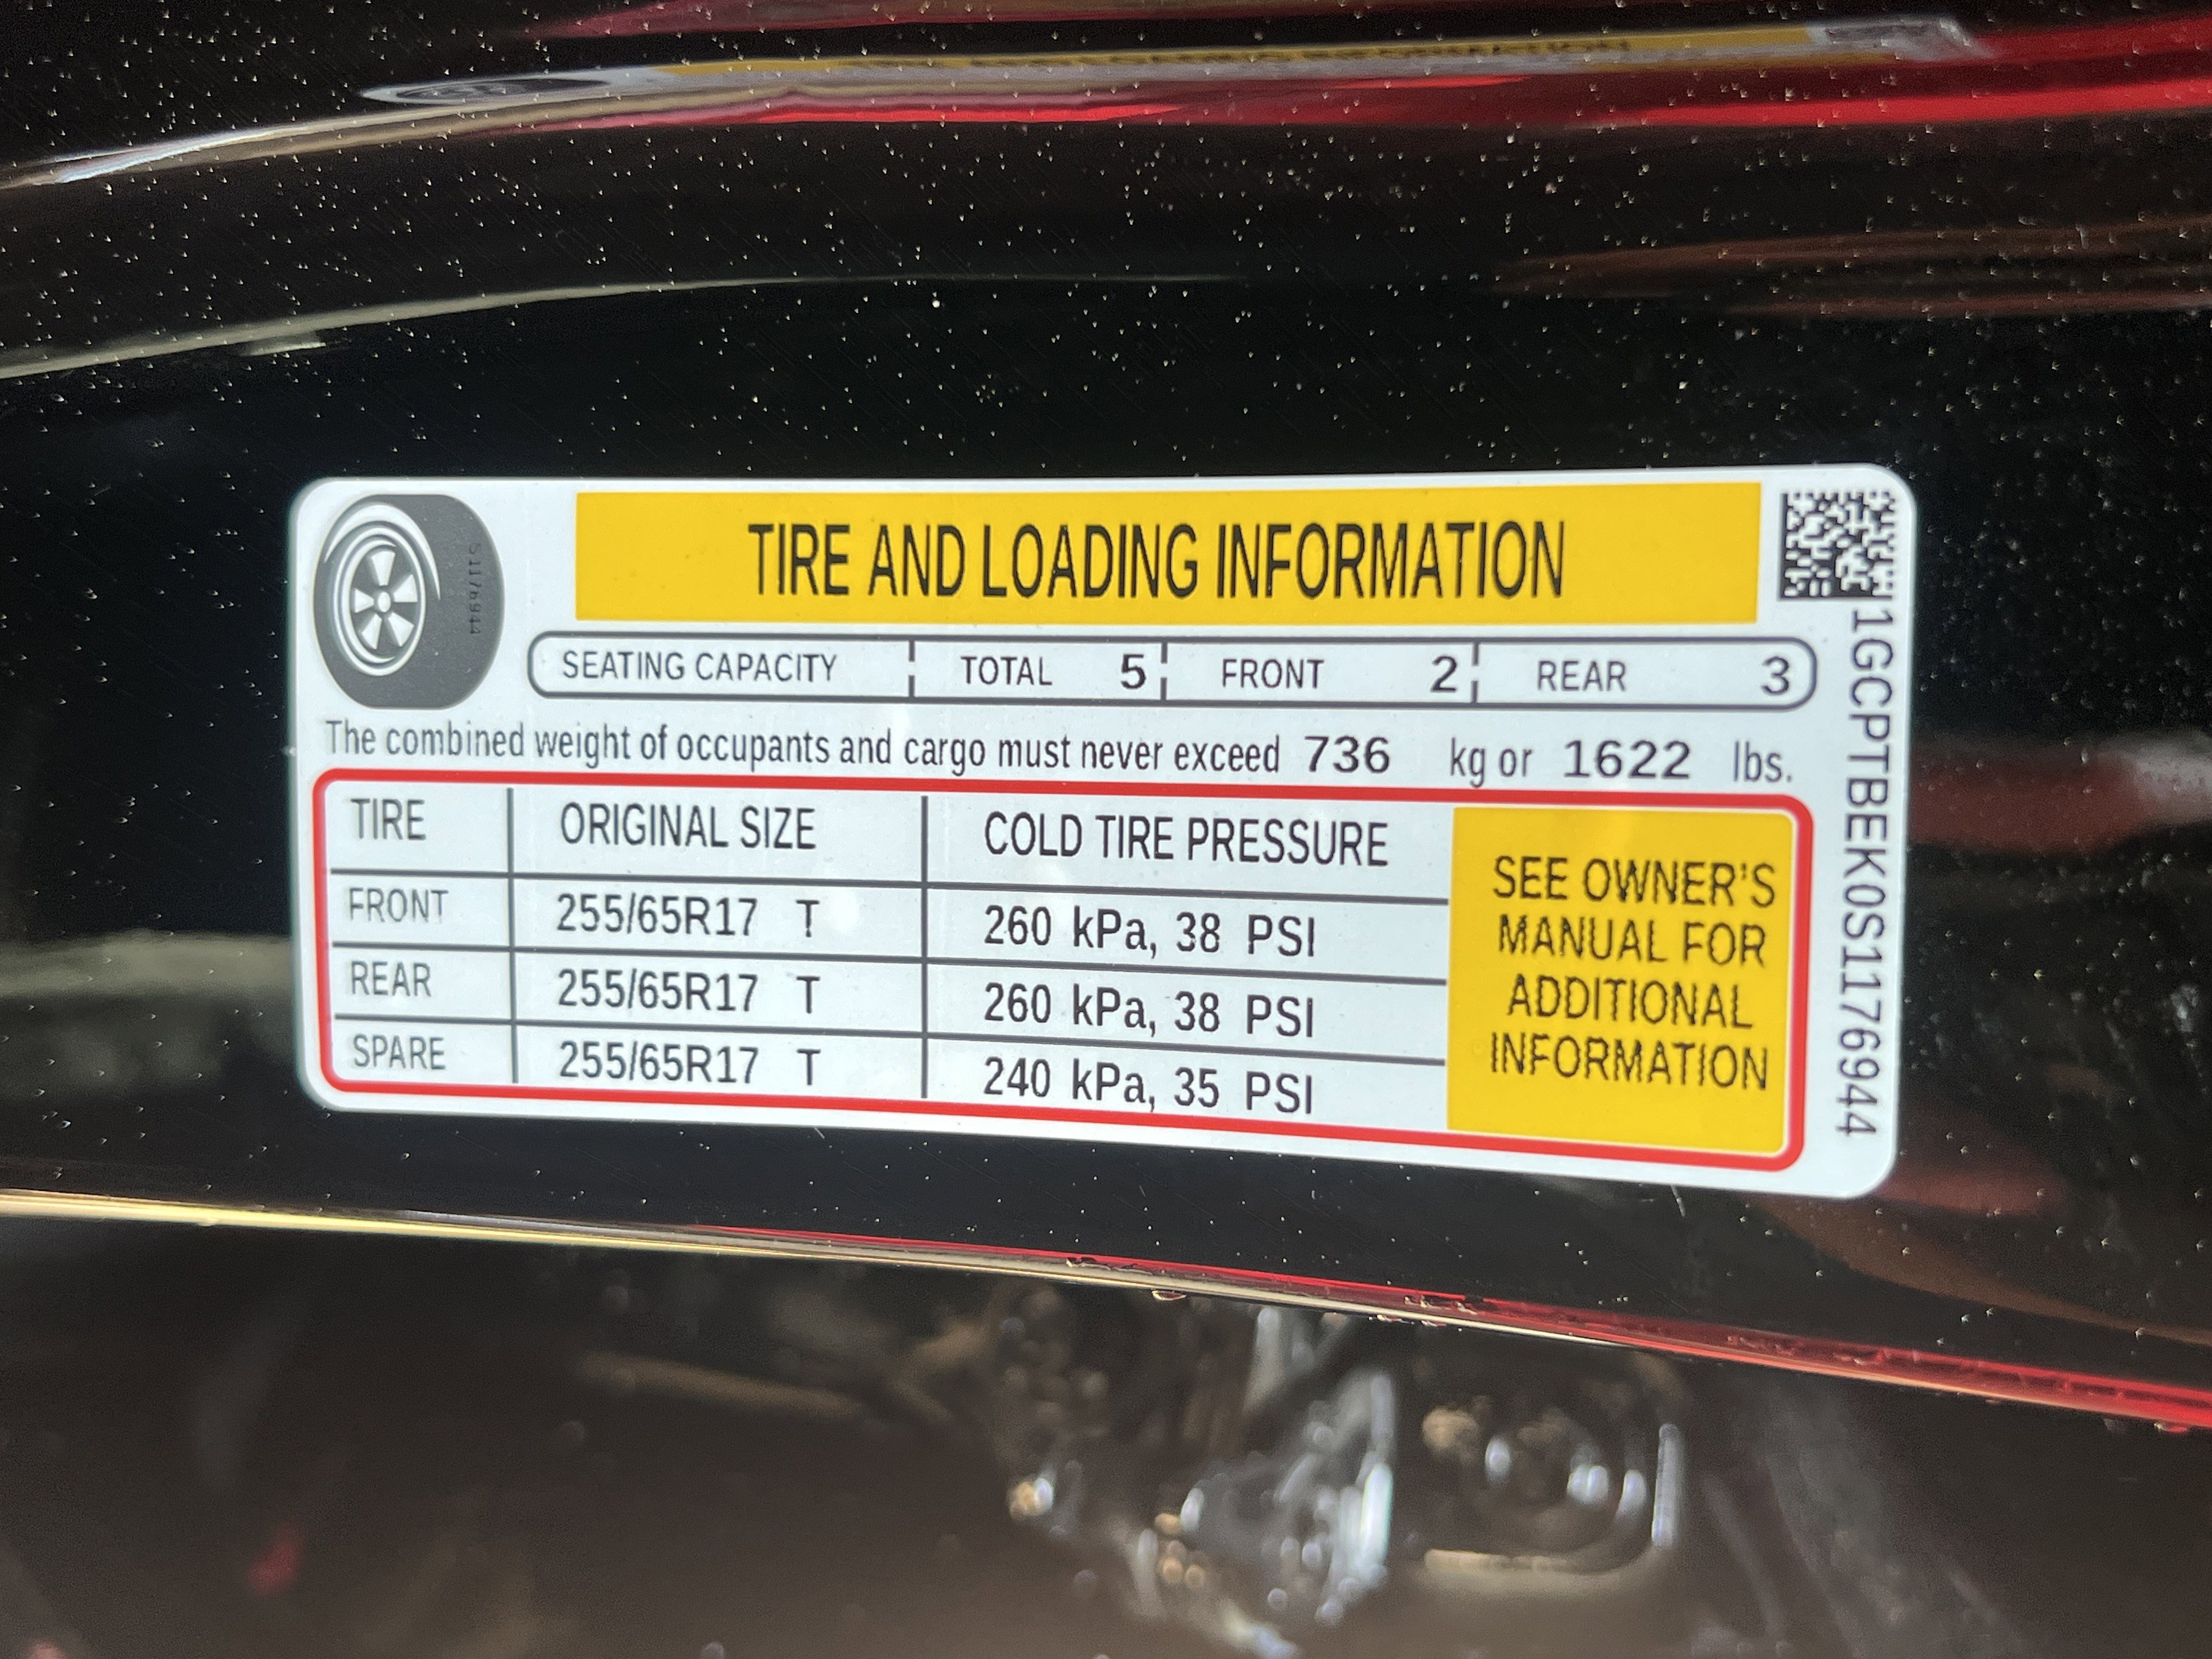 TIRE AND LOADING INFORMATION
SEATING CAPACITY TOTAL 5 FRONT 2 REAR 3
The combined weight of occupants and cargo must never exceed 736 kg or 1622 lbs.
TIRE ORIGINAL SIZE COLD TIRE PRESSURE
FRONT 255/65R17 T 260 kPa, 38 PSI
REAR 255/65R17 T 260 kPa, 38 PSI
SPARE 255/65R17 T 240 kPa, 35 PSI
SEE OWNER'S
MANUAL FOR
ADDITIONAL
INFORMATION
1GCPTBEK0S1176944
S1176944